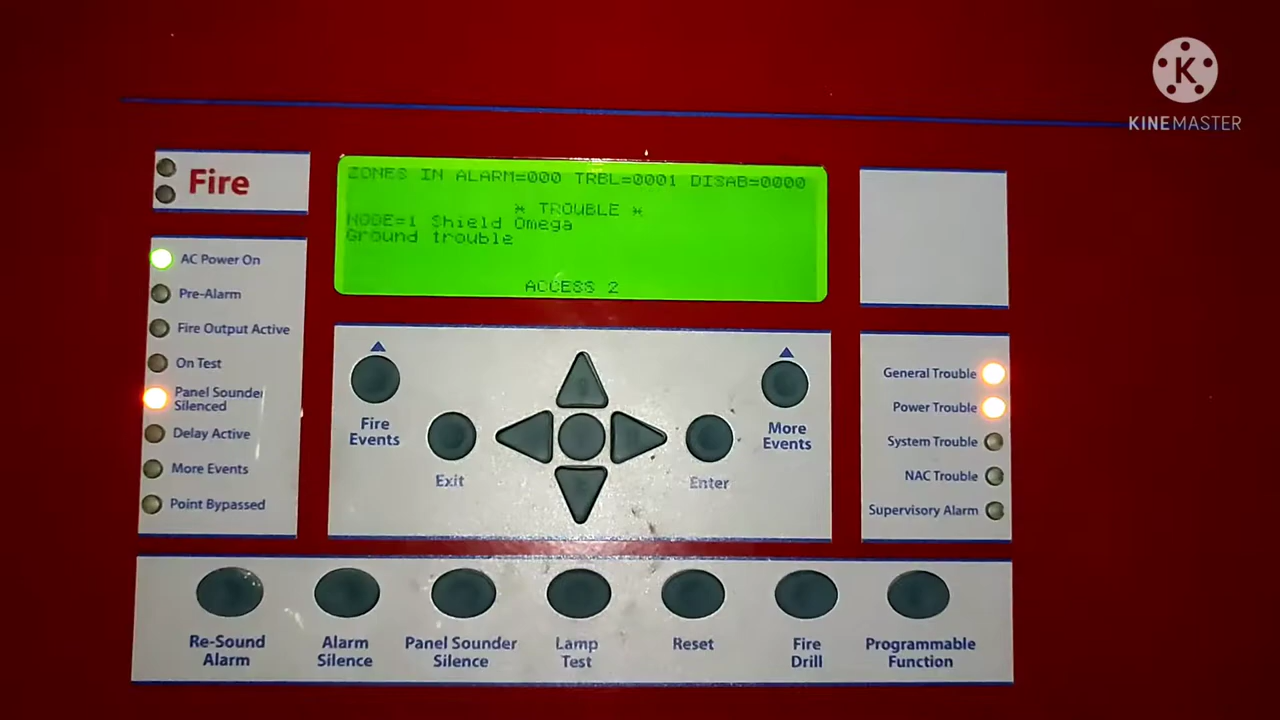 K
KINEMASTER
Fire
ZONES IN ALARM=000 TRBL=0001 DISAB=0000
* TROUBLE *
NODE=1 Shield Omega
Ground trouble
ACCESS 2
AC Power On
Pre-Alarm
Fire Output Active
On Test
Panel Sounder
Silenced
Delay Active
More Events
Point Bypassed
Fire
Events
Exit
Enter
More
Events
General Trouble
Power Trouble
System Trouble
NAC Trouble
Supervisory Alarm
Re-Sound
Alarm
Alarm
Silence
Panel Sounder
Silence
Lamp
Test
Reset
Fire
Drill
Programmable
Function